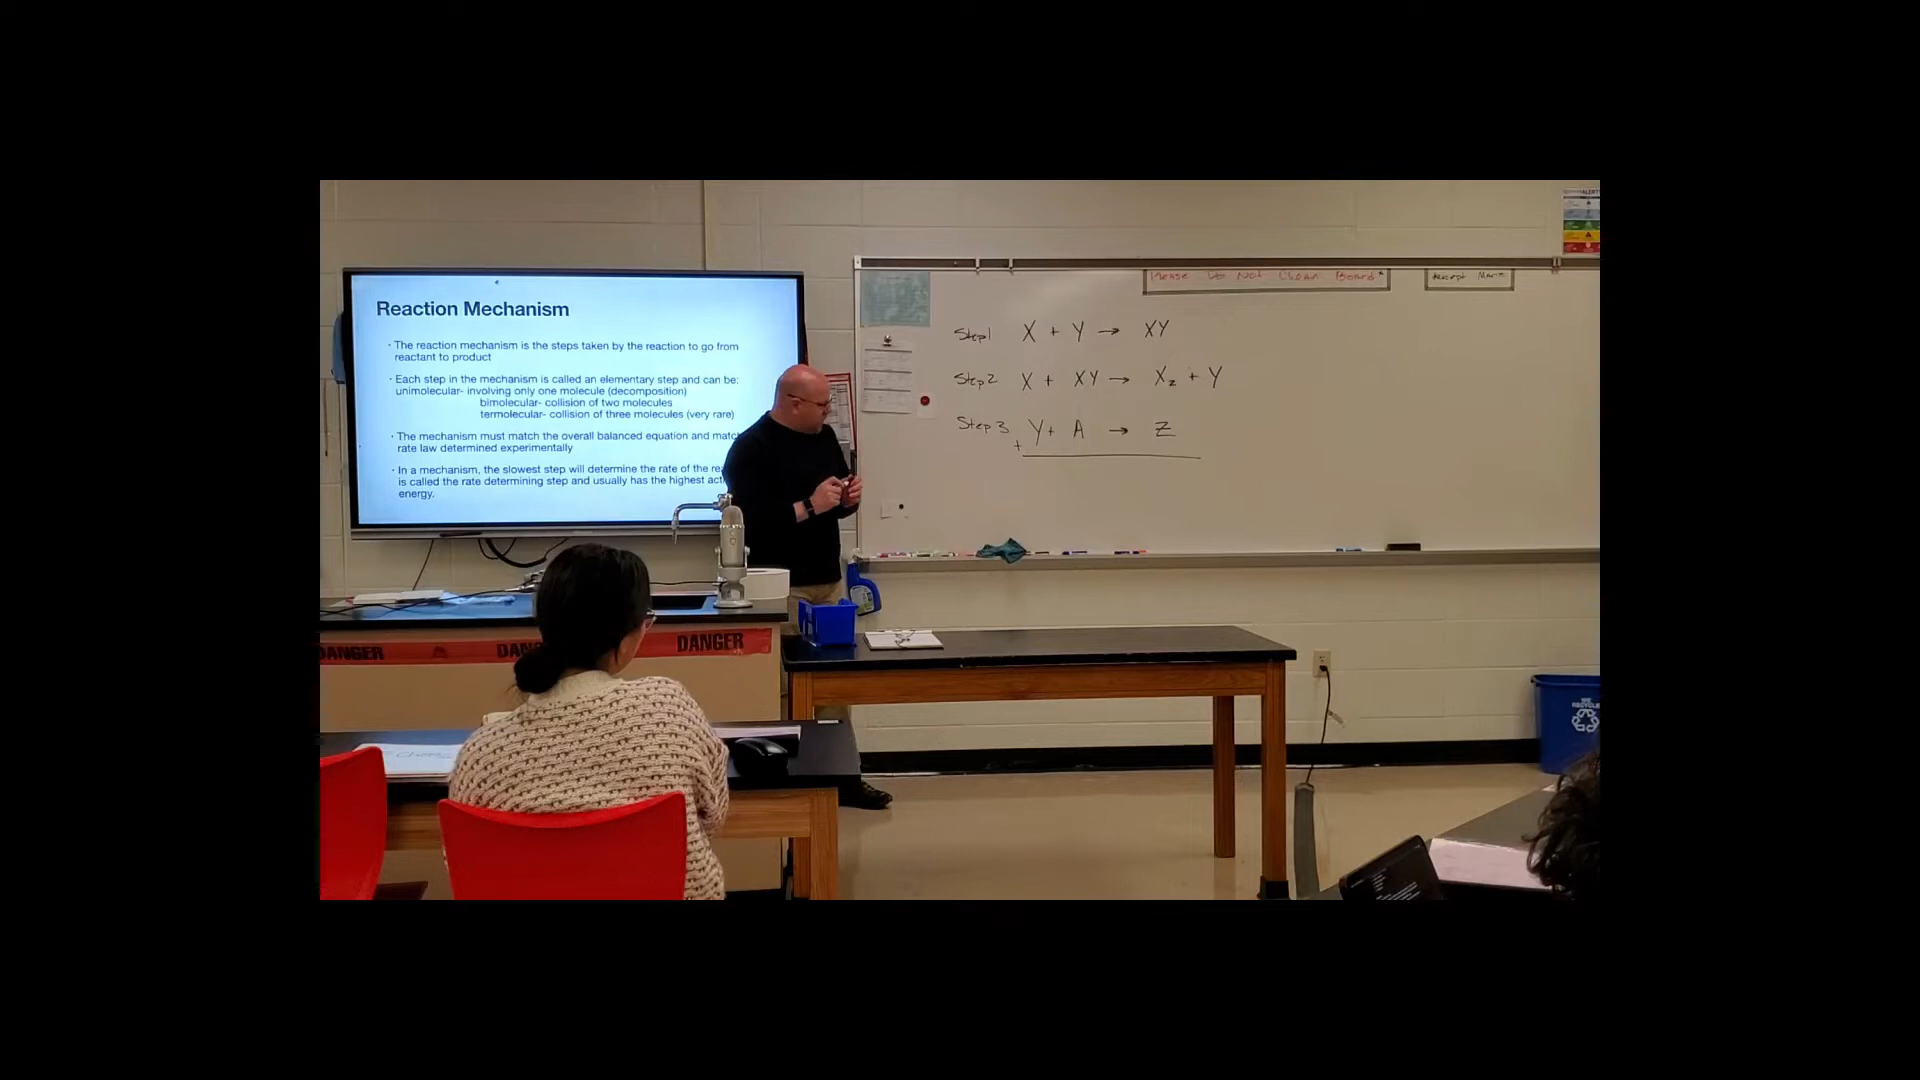 Reaction Mechanism
· The reaction mechanism is the steps taken by the reaction to go from
reactant to product
· Each step in the mechanism is called an elementary step and can be:
unimolecular- involving only one molecule (decomposition)
bimolecular- collision of two molecules
termolecular- collision of three molecules (very rare)
· The mechanism must match the overall balanced equation and match
rate law determined experimentally
· In a mechanism, the slowest step will determine the rate of the
is called the rate determining step and usually has the highest
energy.
Please Do Not Clean Board*
Except Mark
Step 1 X + Y → XY
Step 2 X + XY → X₂ + Y
Step 3 Y + A → Z
+
DANGER DANGER
RECYCLE